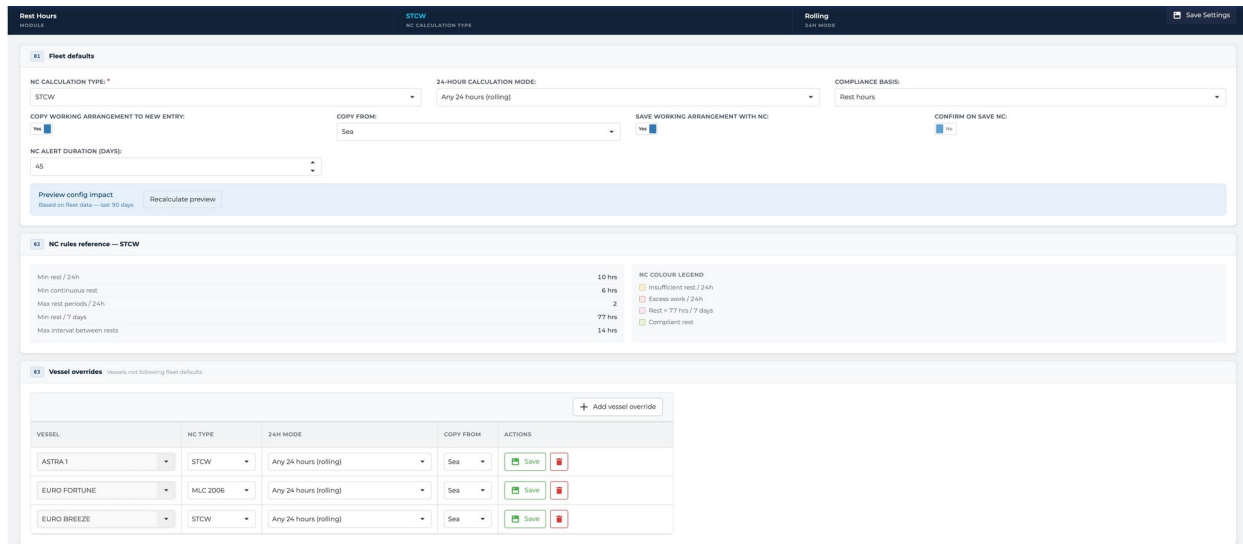 Rest Hours
MODULE
STCW
NC CALCULATION TYPE
Rolling
24H MODE
Save Settings
01 Fleet defaults
NC CALCULATION TYPE: *
24-HOUR CALCULATION MODE:
COMPLIANCE BASIS:
STCW
Any 24 hours (rolling)
Rest hours
COPY WORKING ARRANGEMENT TO NEW ENTRY:
COPY FROM:
SAVE WORKING ARRANGEMENT WITH NC:
CONFIRM ON SAVE NC:
Yes
Sea
Yes
No
NC ALERT DURATION (DAYS):
45
Preview config impact
Based on fleet data — last 90 days
Recalculate preview
02 NC rules reference — STCW
Min rest / 24h 10 hrs
Min continuous rest 6 hrs
Max rest periods / 24h 2
Min rest / 7 days 77 hrs
Max interval between rests 14 hrs
NC COLOUR LEGEND
Insufficient rest / 24h
Excess work / 24h
Rest < 77 hrs / 7 days
Compliant rest
03 Vessel overrides Vessels not following fleet defaults
+ Add vessel override
VESSEL NC TYPE 24H MODE COPY FROM ACTIONS
ASTRA 1 STCW Any 24 hours (rolling) Sea Save
EURO FORTUNE MLC 2006 Any 24 hours (rolling) Sea Save
EURO BREEZE STCW Any 24 hours (rolling) Sea Save